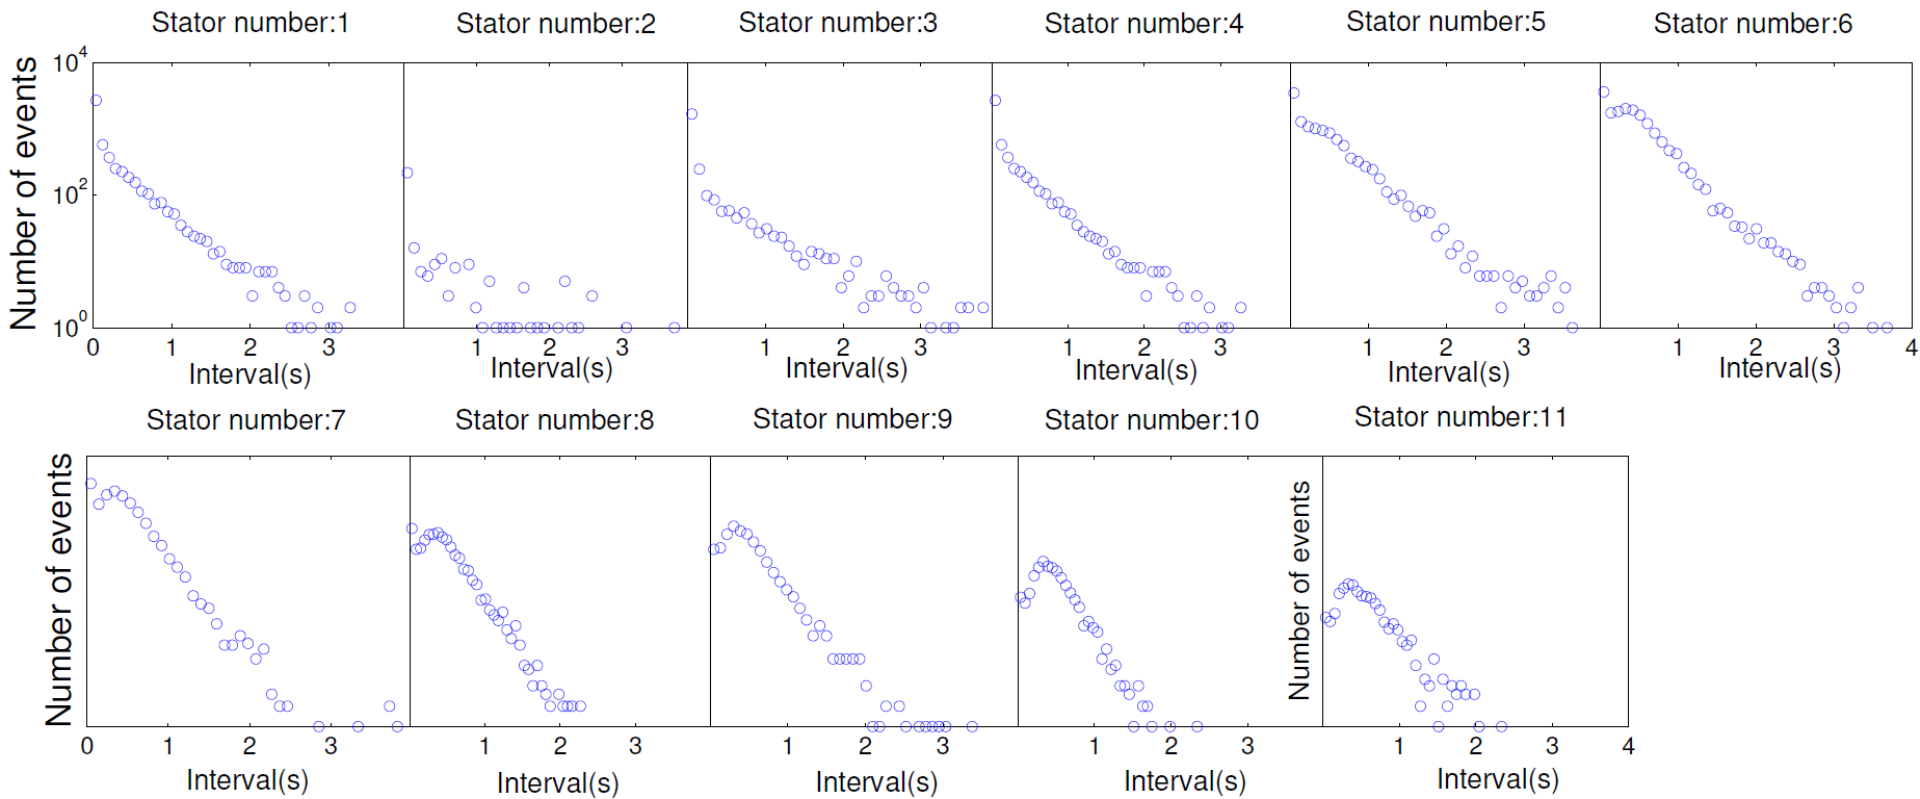 Stator number:1 Stator number:2 Stator number:3 Stator number:4 Stator number:5 Stator number:6
Number of events
10^4
10^2
10^0
0 1 2 3 1 2 3 1 2 3 1 2 3 1 2 3 1 2 3 4
Interval(s) Interval(s) Interval(s) Interval(s) Interval(s) Interval(s)
Stator number:7 Stator number:8 Stator number:9 Stator number:10 Stator number:11
Number of events
Number of events
0 1 2 3 1 2 3 1 2 3 1 2 3 1 2 3 4
Interval(s) Interval(s) Interval(s) Interval(s) Interval(s)